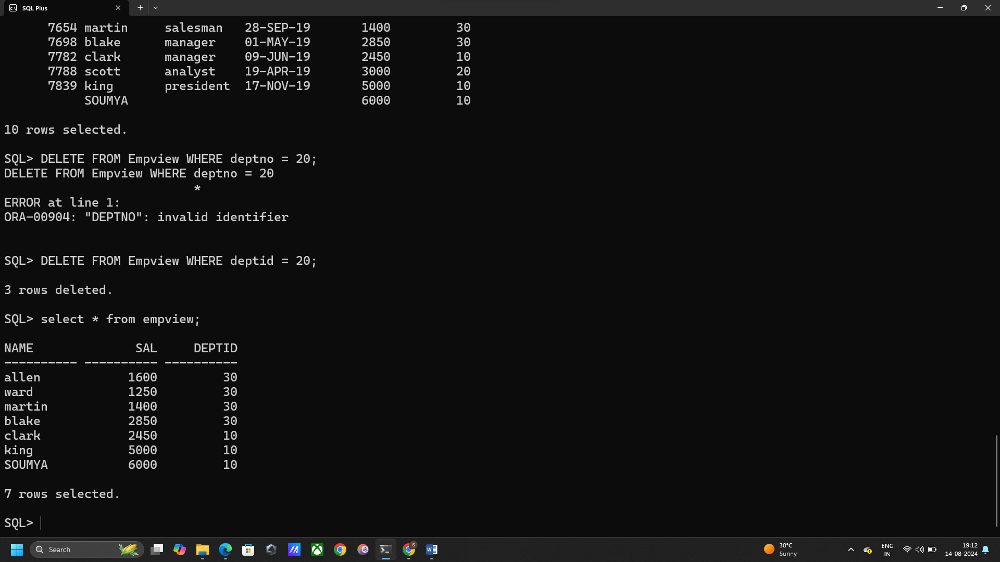 SQL Plus
      7654 martin     salesman   28-SEP-19       1400         30
      7698 blake      manager    01-MAY-19       2850         30
      7782 clark      manager    09-JUN-19       2450         10
      7788 scott      analyst    19-APR-19       3000         20
      7839 king       president  17-NOV-19       5000         10
           SOUMYA                                6000         10
10 rows selected.
SQL> DELETE FROM Empview WHERE deptno = 20;
DELETE FROM Empview WHERE deptno = 20
                          *
ERROR at line 1:
ORA-00904: "DEPTNO": invalid identifier
SQL> DELETE FROM Empview WHERE deptid = 20;
3 rows deleted.
SQL> select * from empview;
NAME              SAL     DEPTID
---------- ---------- ----------
allen            1600         30
ward             1250         30
martin           1400         30
blake            2850         30
clark            2450         10
king             5000         10
SOUMYA           6000         10
7 rows selected.
SQL>
Search
30°C
Sunny
ENG
IN
19:12
14-08-2024